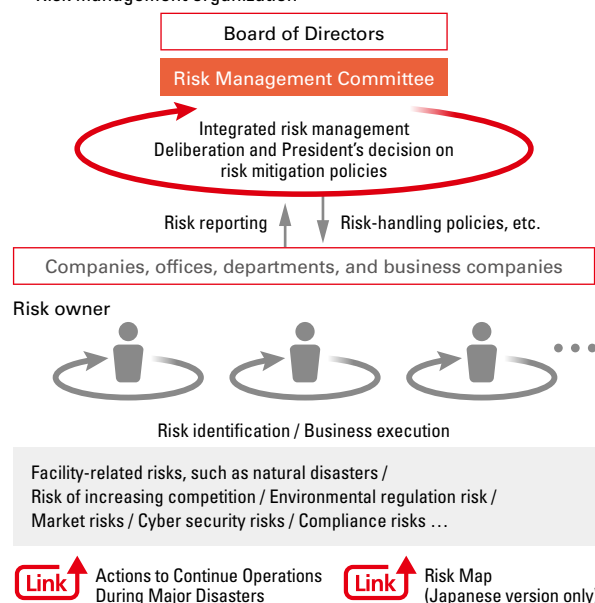 Risk management organization
Board of Directors
Risk Management Committee
Integrated risk management
Deliberation and President's decision on
risk mitigation policies
Risk reporting
Risk-handling policies, etc.
Companies, offices, departments, and business companies
Risk owner
Risk identification / Business execution
Facility-related risks, such as natural disasters /
Risk of increasing competition / Environmental regulation risk /
Market risks / Cyber security risks / Compliance risks …
Link
Actions to Continue Operations
During Major Disasters
Link
Risk Map
(Japanese version only)